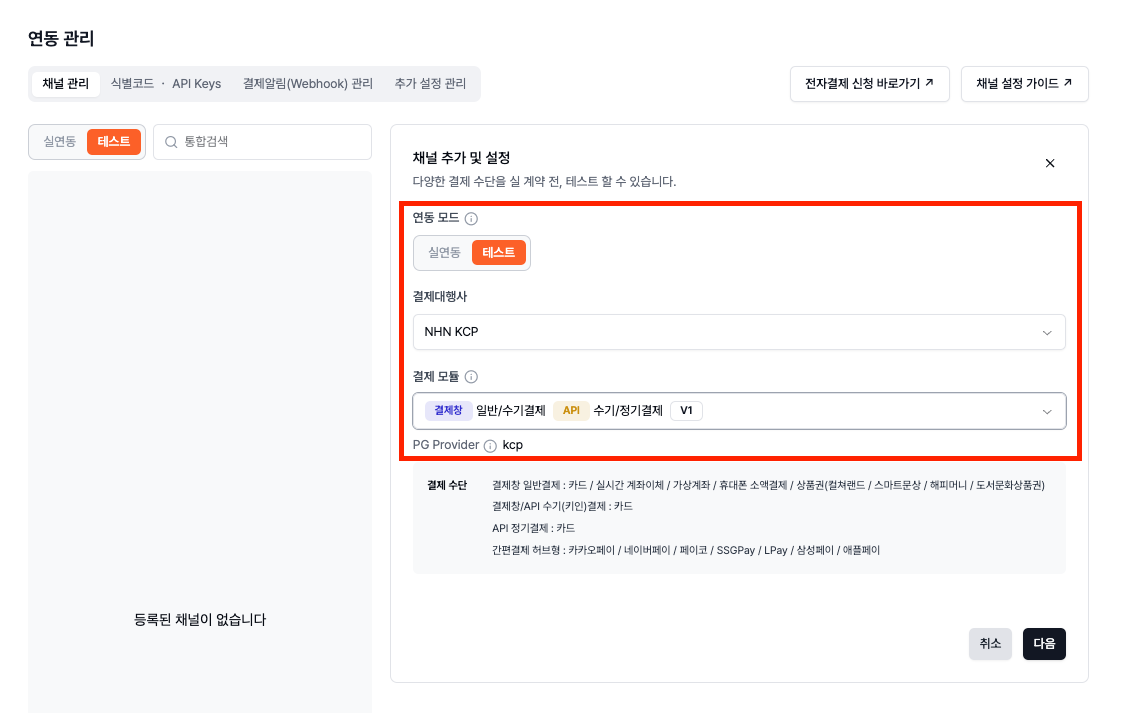 연동 관리
채널 관리 식별코드 · API Keys 결제알림(Webhook) 관리 추가 설정 관리
전자결제 신청 바로가기 ↗ 채널 설정 가이드 ↗
실연동 테스트 통합검색
등록된 채널이 없습니다
채널 추가 및 설정
다양한 결제 수단을 실 계약 전, 테스트 할 수 있습니다.
연동 모드
실연동 테스트
결제대행사
NHN KCP
결제 모듈
결제창 일반/수기결제 API 수기/정기결제 V1
PG Provider kcp
결제 수단 결제창 일반결제 : 카드 / 실시간 계좌이체 / 가상계좌 / 휴대폰 소액결제 / 상품권(컬쳐랜드 / 스마트문상 / 해피머니 / 도서문화상품권)
결제창/API 수기(키인)결제 : 카드
API 정기결제 : 카드
간편결제 허브형 : 카카오페이 / 네이버페이 / 페이코 / SSGPay / LPay / 삼성페이 / 애플페이
취소 다음